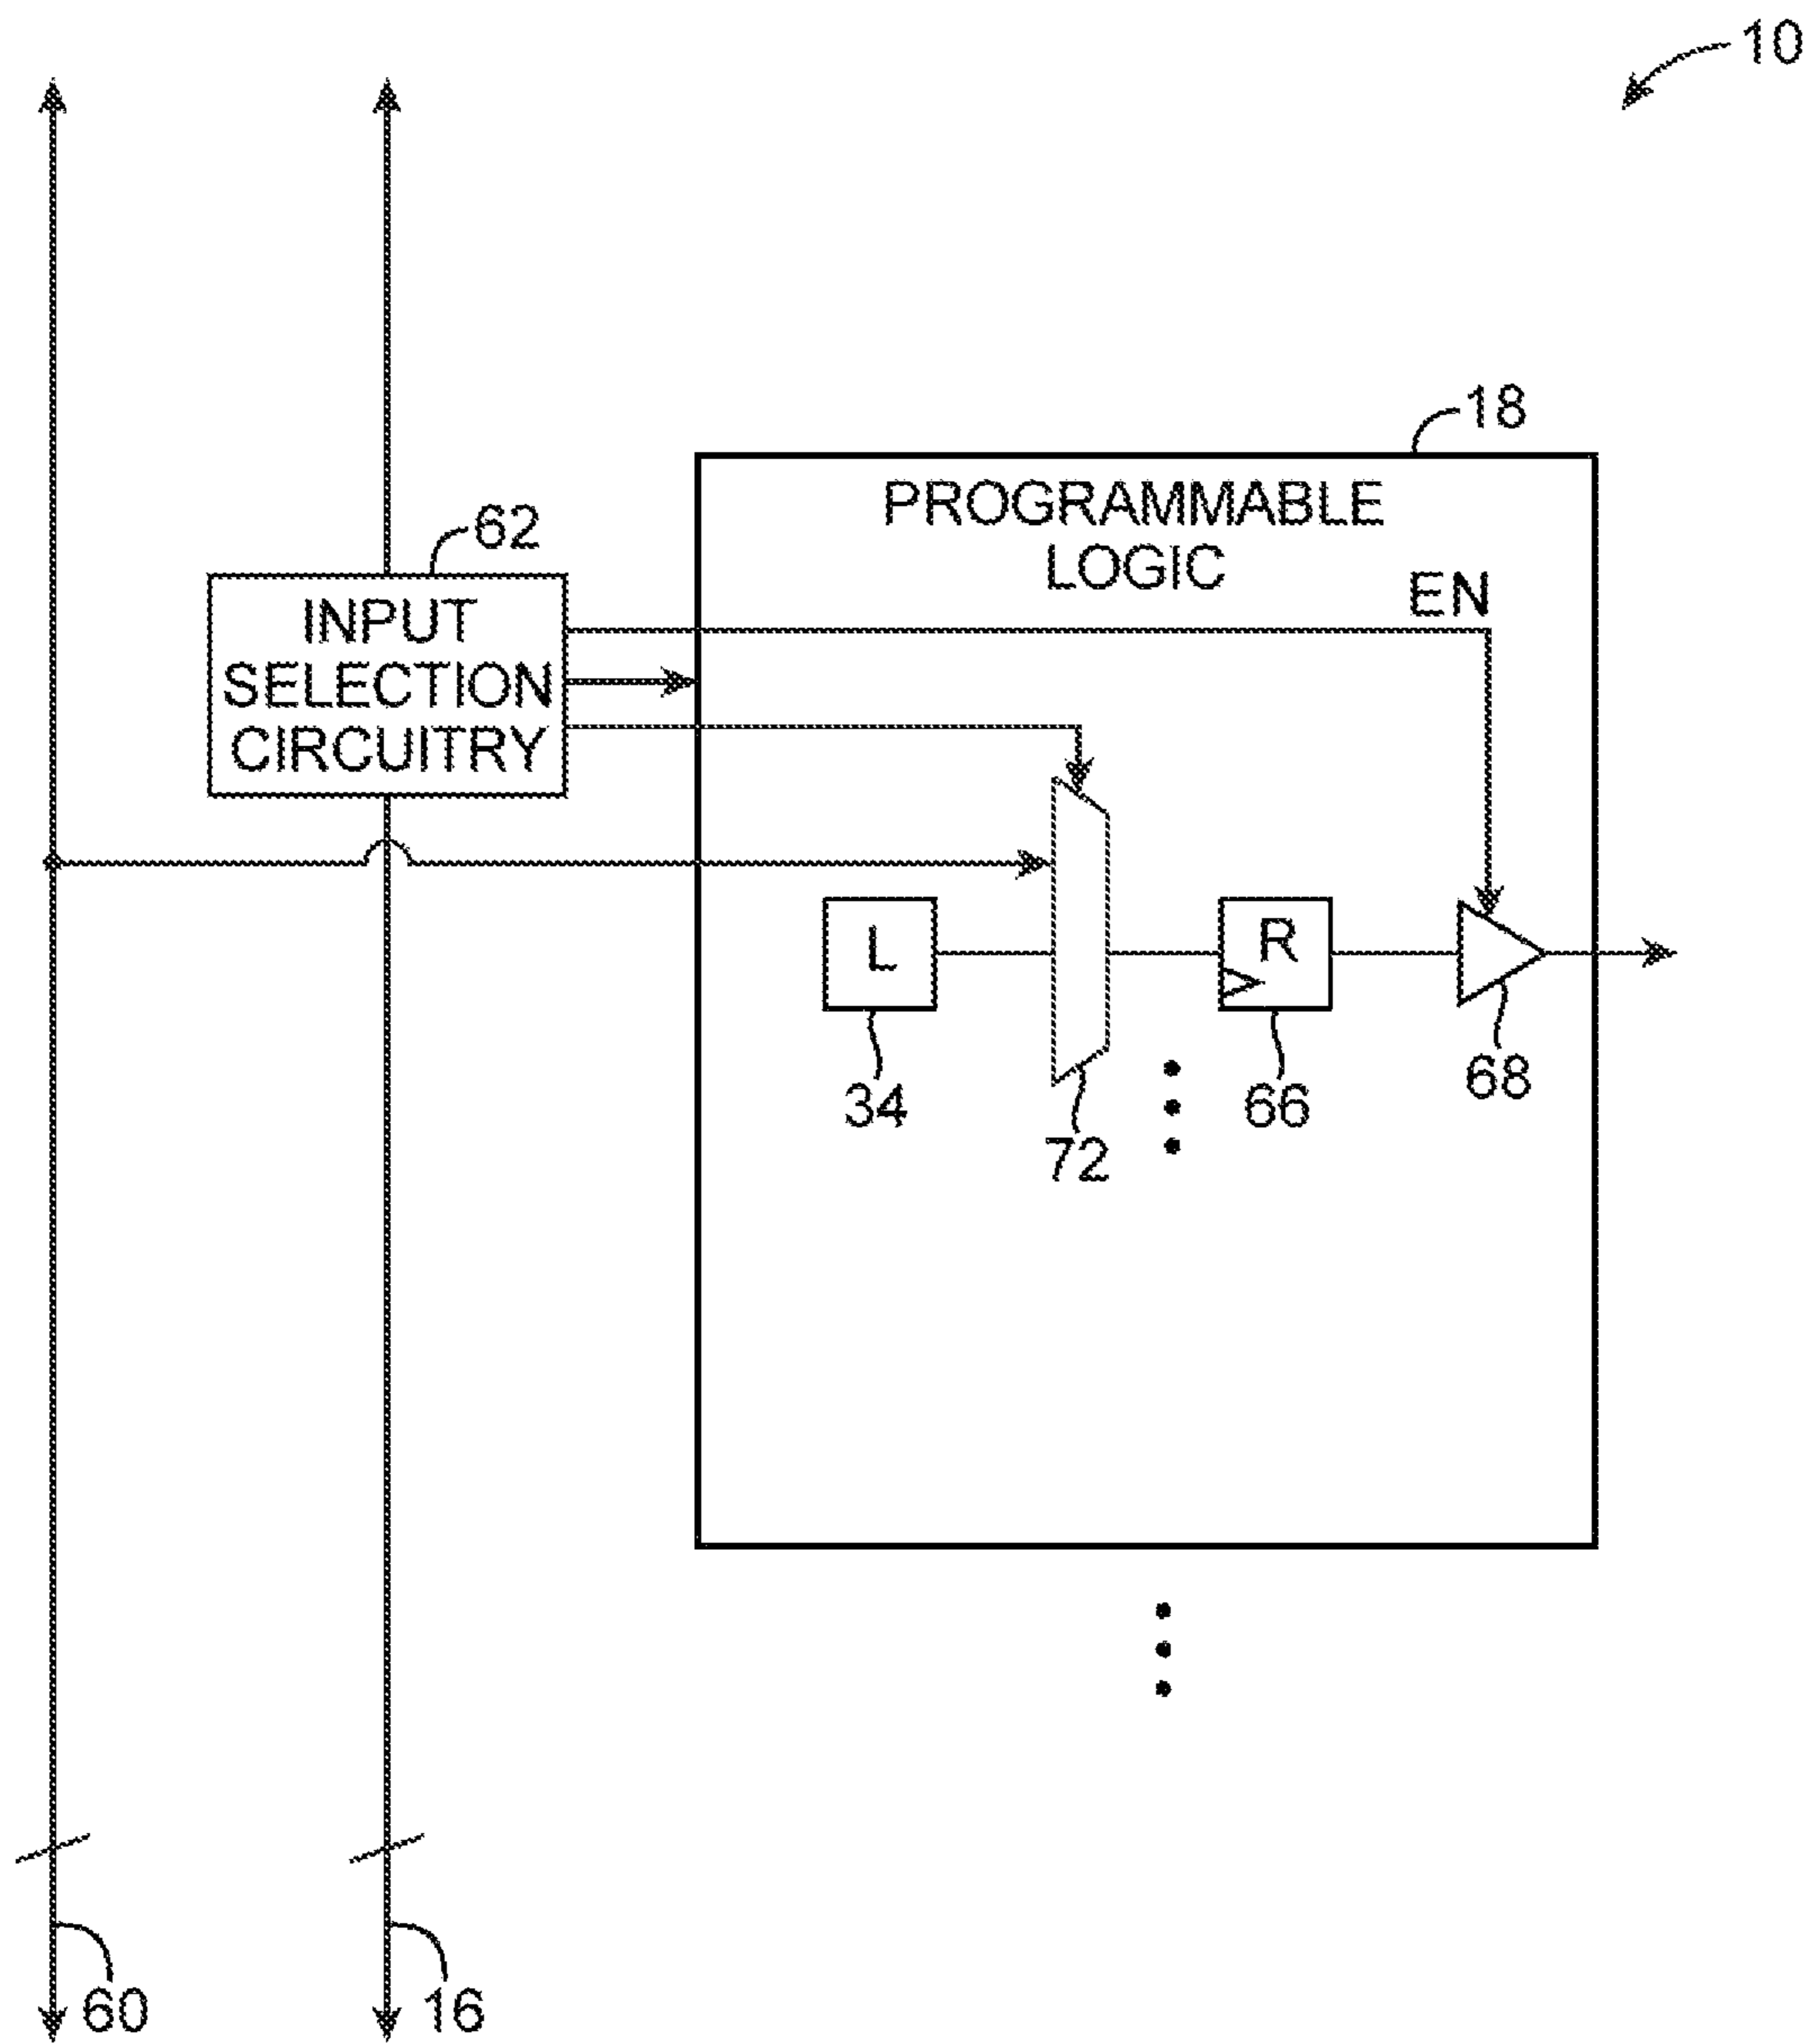 10
18
PROGRAMMABLE
LOGIC
62
EN
INPUT
SELECTION
CIRCUITRY
L
R
34
66
68
72
60
16